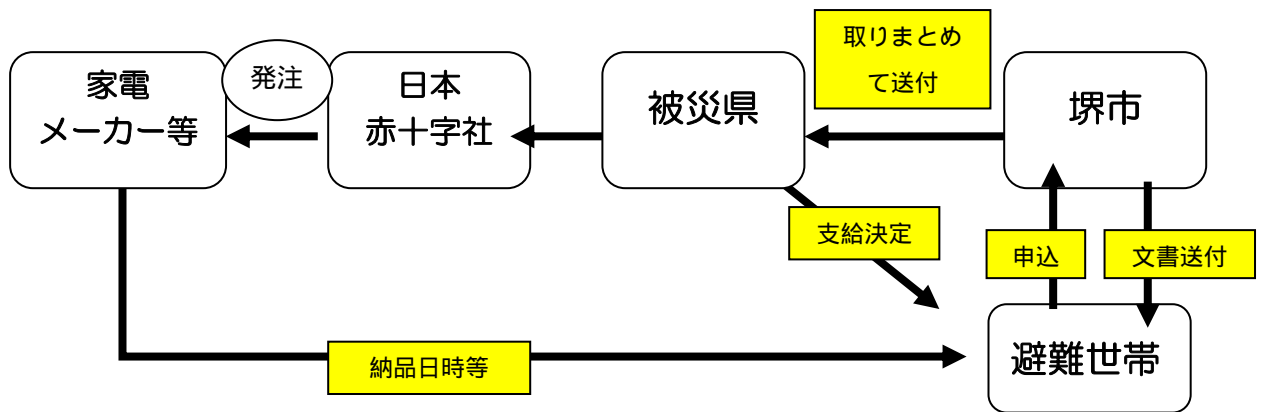 家電
メーカー等
発注
日本
赤十字社
被災県
取りまとめ
て送付
堺市
支給決定
申込
文書送付
納品日時等
避難世帯